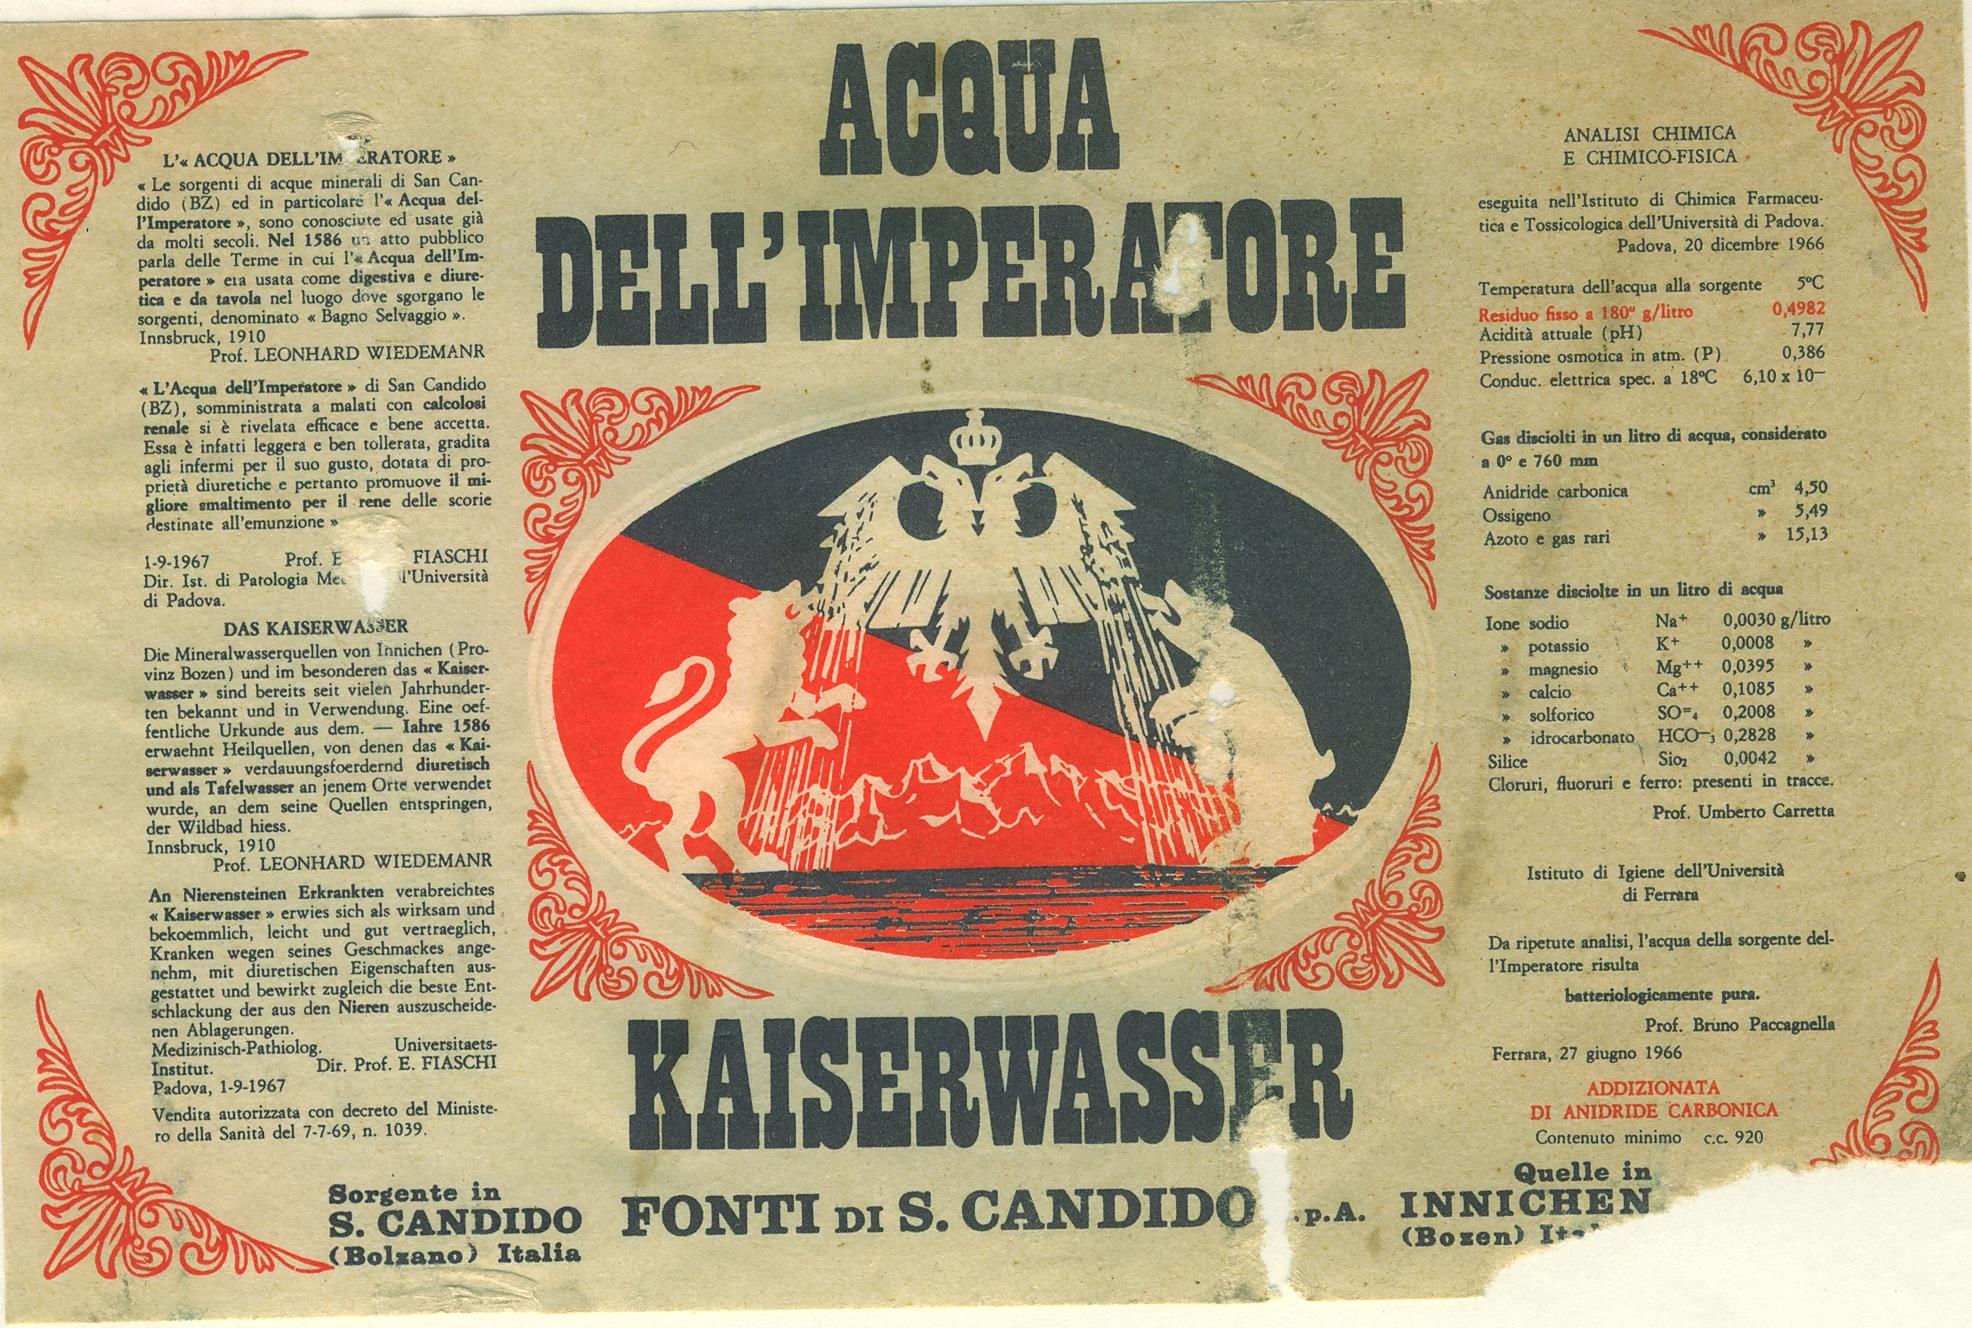 ACQUA
DELL'IMPERATORE
L'« ACQUA DELL'IMPERATORE »
« Le sorgenti di acque minerali di San Can-
dido (BZ) ed in particolare l'« Acqua del-
l'Imperatore », sono conosciute ed usate già
da molti secoli. Nel 1586 un atto pubblico
parla delle Terme in cui l'« Acqua dell'Im-
peratore » era usata come digestiva e diure-
tica e da tavola nel luogo dove sgorgano le
sorgenti, denominato « Bagno Selvaggio ».
Innsbruck, 1910
Prof. LEONHARD WIEDEMANR
« L'Acqua dell'Imperatore » di San Candido
(BZ), somministrata a malati con calcolosi
renale si è rivelata efficace e bene accetta.
Essa è infatti leggera e ben tollerata, gradita
agli infermi per il suo gusto, dotata di pro-
prietà diuretiche e pertanto promuove il mi-
gliore smaltimento per il rene delle scorie
destinate all'emunzione »
1-9-1967 Prof. E FIASCHI
Dir. Ist. di Patologia l'Università
di Padova.
DAS KAISERWASSER
Die Mineralwasserquellen von Innichen (Pro-
vinz Bozen) und im besonderen das « Kaiser-
wasser » sind bereits seit vielen Jahrhunder-
ten bekannt und in Verwendung. Eine oef-
fentliche Urkunde aus dem. — Iahre 1586
erwaehnt Heilquellen, von denen das « Kai-
serwasser » verdauungsfoerdernd diuretisch
und als Tafelwasser an jenem Orte verwendet
wurde, an dem seine Quellen entspringen,
der Wildbad hiess.
Innsbruck, 1910
Prof. LEONHARD WIEDEMANR
An Nierensteinen Erkrankten verabreichtes
« Kaiserwasser » erwies sich als wirksam und
bekoemmlich, leicht und gut vertraeglich,
Kranken wegen seines Geschmackes ange-
nehm, mit diuretischen Eigenschaften aus-
gestattet und bewirkt zugleich die beste Ent-
schlackung der aus den Nieren auszuscheide-
nen Ablagerungen.
Medizinisch-Pathiolog. Universitaets-
Institut. Dir. Prof. E. FIASCHI
Padova, 1-9-1967
Vendita autorizzata con decreto del Ministe-
ro della Sanità del 7-7-69, n. 1039.
KAISERWASSER
ANALISI CHIMICA
E CHIMICO-FISICA
eseguita nell'Istituto di Chimica Farmaceu-
tica e Tossicologica dell'Università di Padova.
Padova, 20 dicembre 1966
Temperatura dell'acqua alla sorgente 5°C
Residuo fisso a 180° g/litro 0,4982
Acidità attuale (pH) 7,77
Pressione osmotica in atm. (P) 0,386
Conduc. elettrica spec. a 18°C 6,10 x 10—
Gas disciolti in un litro di acqua, considerato
a 0° e 760 mm
Anidride carbonica cm³ 4,50
Ossigeno » 5,49
Azoto e gas rari » 15,13
Sostanze disciolte in un litro di acqua
Ione sodio Na+ 0,0030 g/litro
» potassio K+ 0,0008 »
» magnesio Mg++ 0,0395 »
» calcio Ca++ 0,1085 »
» solforico SO=₄ 0,2008 »
» idrocarbonato HCO—₃ 0,2828 »
Silice Sio₂ 0,0042 »
Cloruri, fluoruri e ferro: presenti in tracce.
Prof. Umberto Carretta
Istituto di Igiene dell'Università
di Ferrara
Da ripetute analisi, l'acqua della sorgente del-
l'Imperatore risulta
batteriologicamente pura.
Prof. Bruno Paccagnella
Ferrara, 27 giugno 1966
ADDIZIONATA
DI ANIDRIDE CARBONICA
Contenuto minimo c.c. 920
Sorgente in
S. CANDIDO
(Bolzano) Italia
FONTI DI S. CANDIDO .p.A.
Quelle in
INNICHEN
(Bozen)